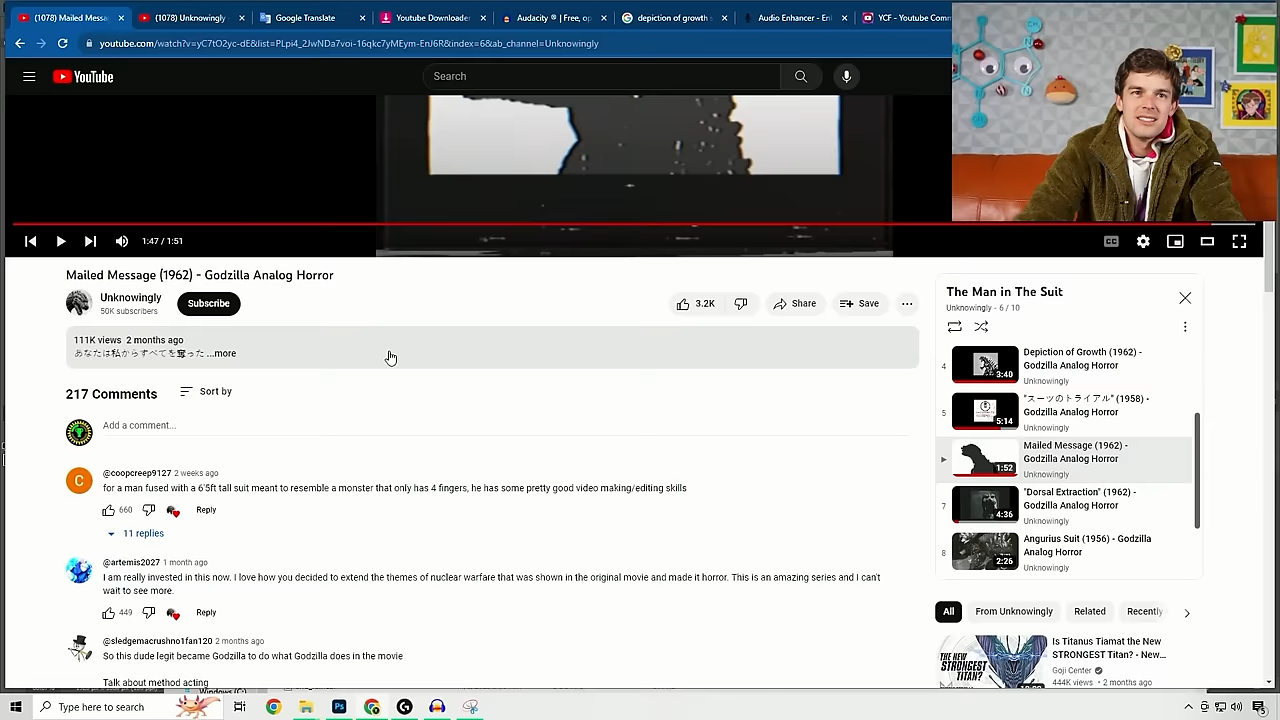 (1078) Mailed Messa
(1078) Unknowingly
Google Translate
Youtube Downloader
Audacity ® | Free, op
depiction of growth s
Audio Enhancer - En
YCF - Youtube Comm
youtube.com/watch?v=yC7tO2yc-dE&list=PLpi4_2JwNDa7voi-16qkc7yMEym-EnJ6R&index=6&ab_channel=Unknowingly
YouTube
Search
1:47 / 1:51
Mailed Message (1962) - Godzilla Analog Horror
Unknowingly
50K subscribers
Subscribe
3.2K
Share
Save
111K views 2 months ago
あなたは私からすべてを奪った ...more
217 Comments
Sort by
Add a comment...
@coopcreep9127 2 weeks ago
for a man fused with a 6'5ft tall suit meant to resemble a monster that only has 4 fingers, he has some pretty good video making/editing skills
660
Reply
11 replies
@artemis2027 1 month ago
I am really invested in this now. I love how you decided to extend the themes of nuclear warfare that was shown in the original movie and made it horror. This is an amazing series and I can't
wait to see more.
449
Reply
@sledgemacrushno1fan120 2 months ago
So this dude legit became Godzilla to do what Godzilla does in the movie
Talk about method acting
The Man in The Suit
Unknowingly - 6 / 10
4
3:40
Depiction of Growth (1962) -
Godzilla Analog Horror
Unknowingly
5
5:14
"スーツのトライアル" (1958) -
Godzilla Analog Horror
Unknowingly
1:52
Mailed Message (1962) -
Godzilla Analog Horror
Unknowingly
7
4:36
"Dorsal Extraction" (1962) -
Godzilla Analog Horror
Unknowingly
8
2:26
Angurius Suit (1956) - Godzilla
Analog Horror
Unknowingly
All
From Unknowingly
Related
Recently
THE NEW
STRONGEST
TITAN?
Is Titanus Tiamat the New
STRONGEST Titan? - New...
Goji Center
444K views • 2 months ago
Windows (C:)
Type here to search